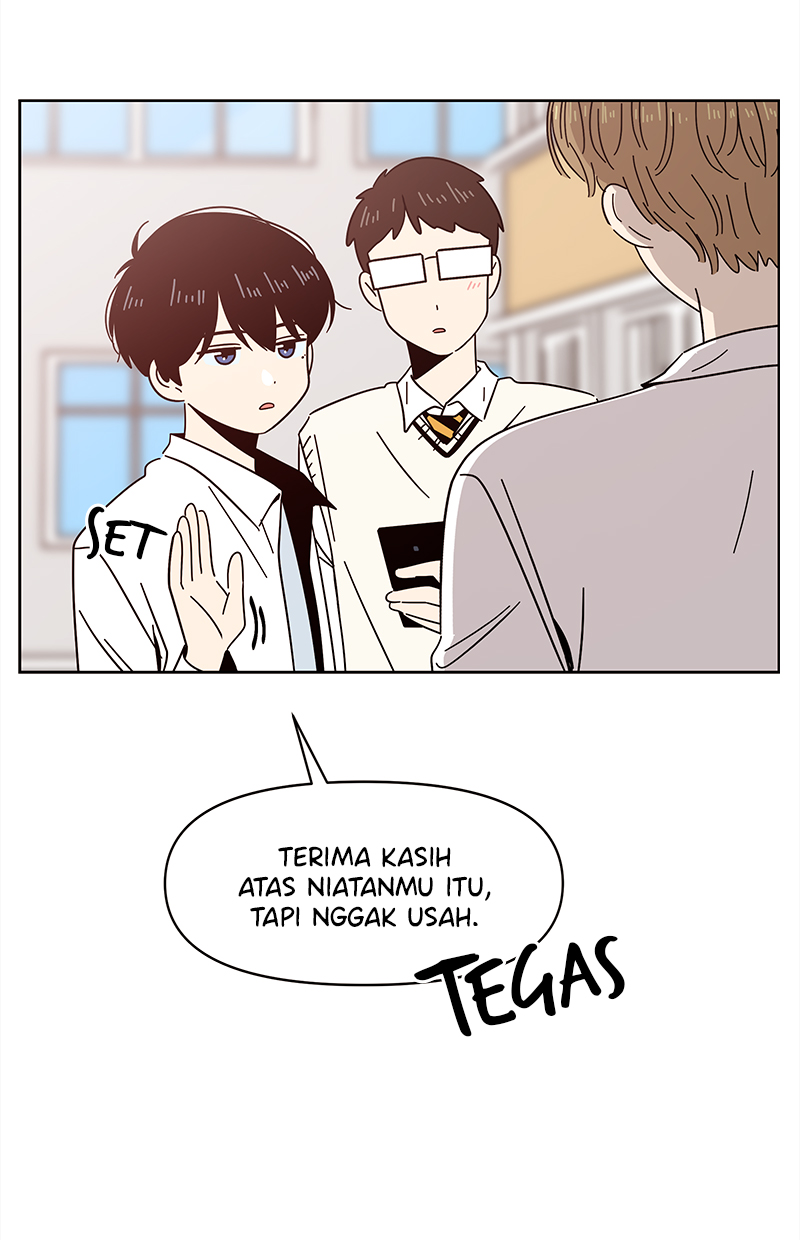 SET
TERIMA KASIH
ATAS NIATANMU ITU,
TAPI NGGAK USAH.
TEGAS